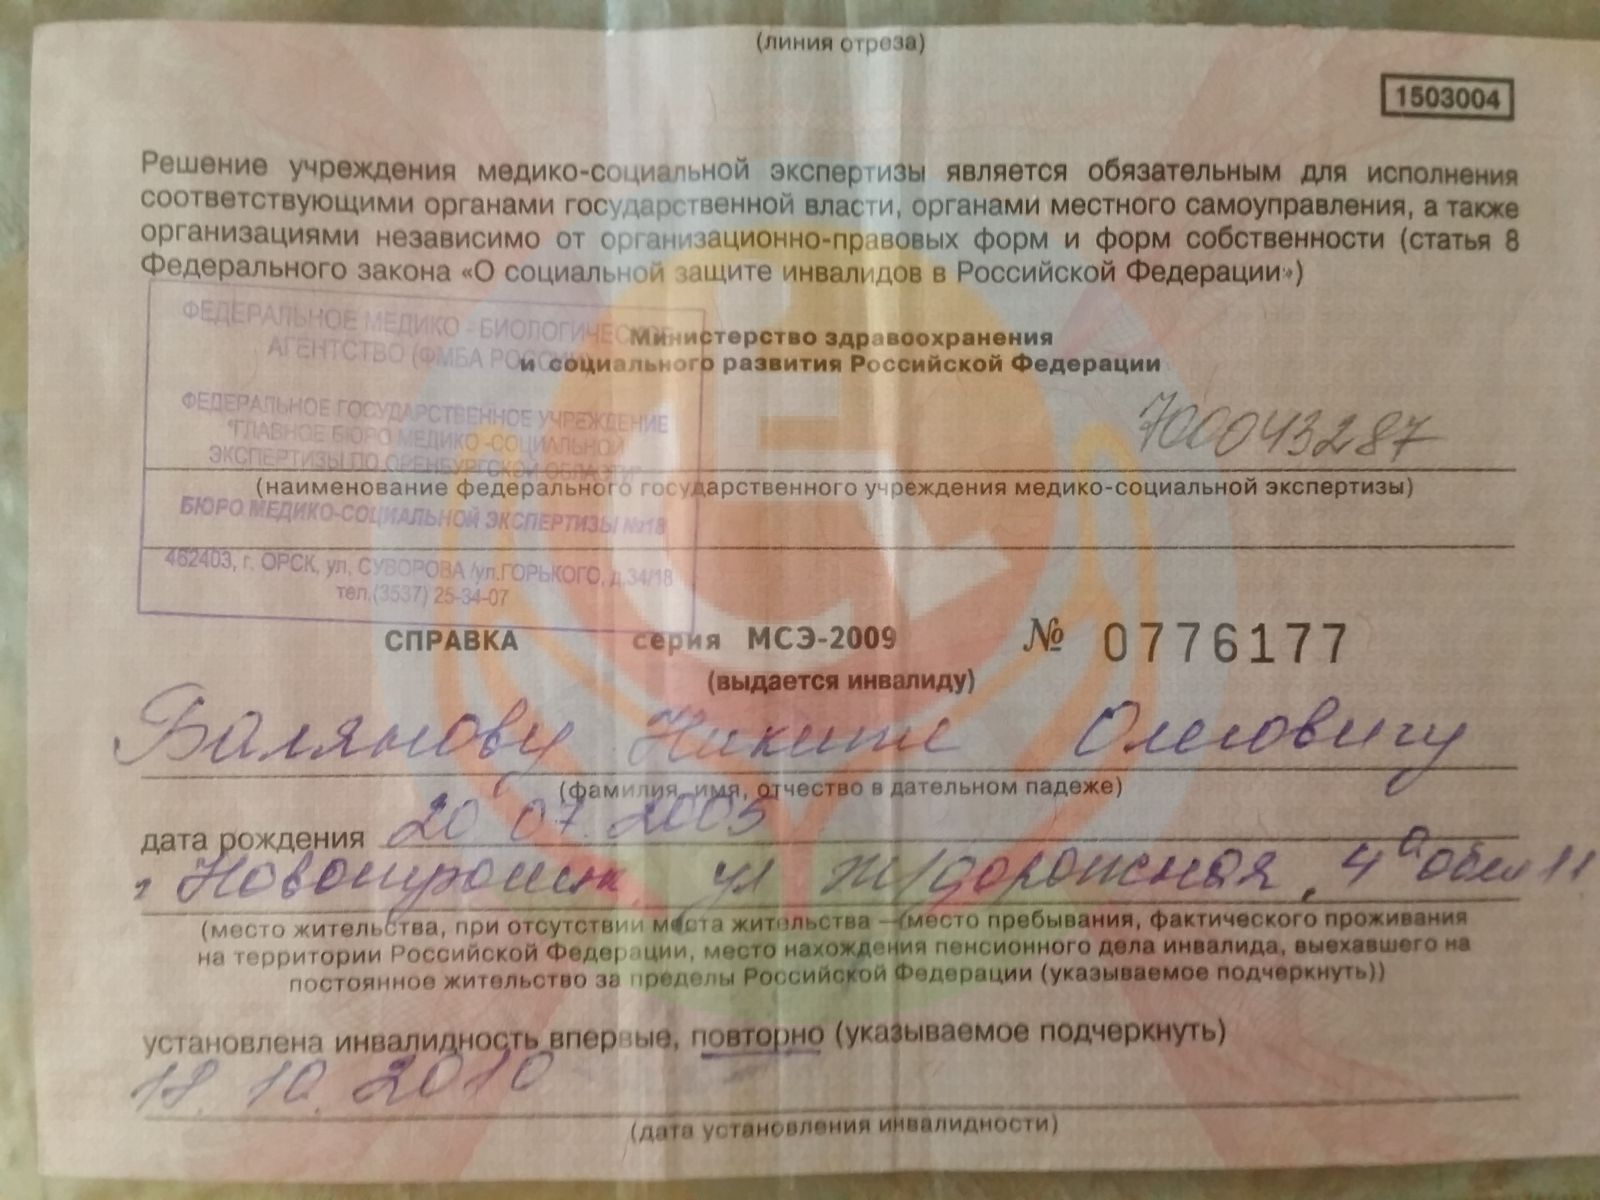 (линия отреза)
1503004
Решение учреждения медико-социальной экспертизы является обязательным для исполнения
соответствующими органами государственной власти, органами местного самоуправления, а также
организациями независимо от организационно-правовых форм и форм собственности (статья 8
Федерального закона «О социальной защите инвалидов в Российской Федерации»)
ФЕДЕРАЛЬНОЕ МЕДИКО - БИОЛОГИЧЕСКОЕ
АГЕНТСТВО (ФМБА РОССИИ)
Министерство здравоохранения
и социального развития Российской Федерации
ФЕДЕРАЛЬНОЕ ГОСУДАРСТВЕННОЕ УЧРЕЖДЕНИЕ
"ГЛАВНОЕ БЮРО МЕДИКО-СОЦИАЛЬНОЙ
ЭКСПЕРТИЗЫ ПО ОРЕНБУРГСКОЙ ОБЛАСТИ"
700043287
(наименование федерального государственного учреждения медико-социальной экспертизы)
БЮРО МЕДИКО-СОЦИАЛЬНОЙ ЭКСПЕРТИЗЫ №18
462403, г. ОРСК, ул. СУВОРОВА /ул.ГОРЬКОГО, д.34/18
тел.(3537) 25-34-07
СПРАВКА серия МСЭ-2009 № 0776177
(выдается инвалиду)
Балянову Никите Олеговичу
(фамилия, имя, отчество в дательном падеже)
дата рождения 20 07. 2005
г Новотроицк ул Ж/дорожная, 4а 11
(место жительства, при отсутствии места жительства — (место пребывания, фактического проживания
на территории Российской Федерации, место нахождения пенсионного дела инвалида, выехавшего на
постоянное жительство за пределы Российской Федерации (указываемое подчеркнуть))
установлена инвалидность впервые, повторно (указываемое подчеркнуть)
18. 10. 2010
(дата установления инвалидности)